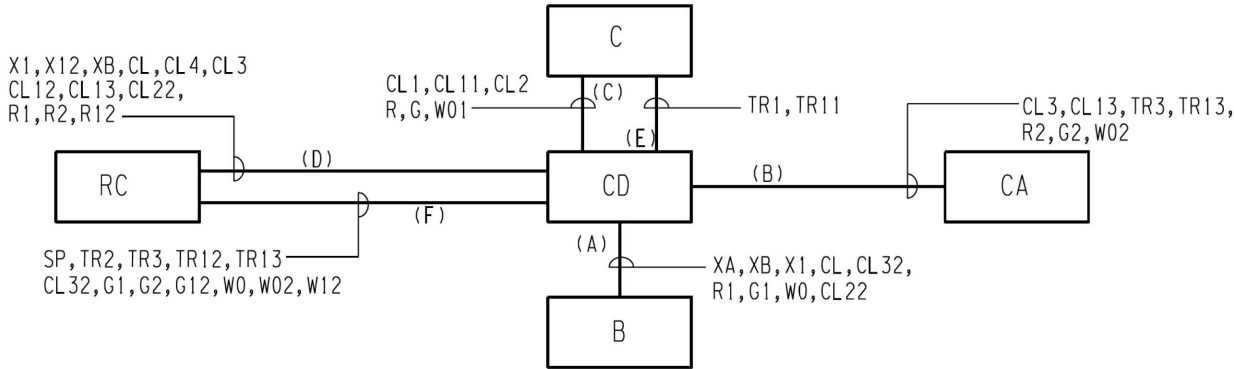 C
X1,X12,XB,CL,CL4,CL3
CL12,CL13,CL22,
R1,R2,R12
CL1,CL11,CL2
R,G,W01
(C)
TR1,TR11
(E)
CL3,CL13,TR3,TR13,
R2,G2,W02
RC
(D)
CD
(B)
CA
(F)
SP,TR2,TR3,TR12,TR13
CL32,G1,G2,G12,W0,W02,W12
(A)
XA,XB,X1,CL,CL32,
R1,G1,W0,CL22
B